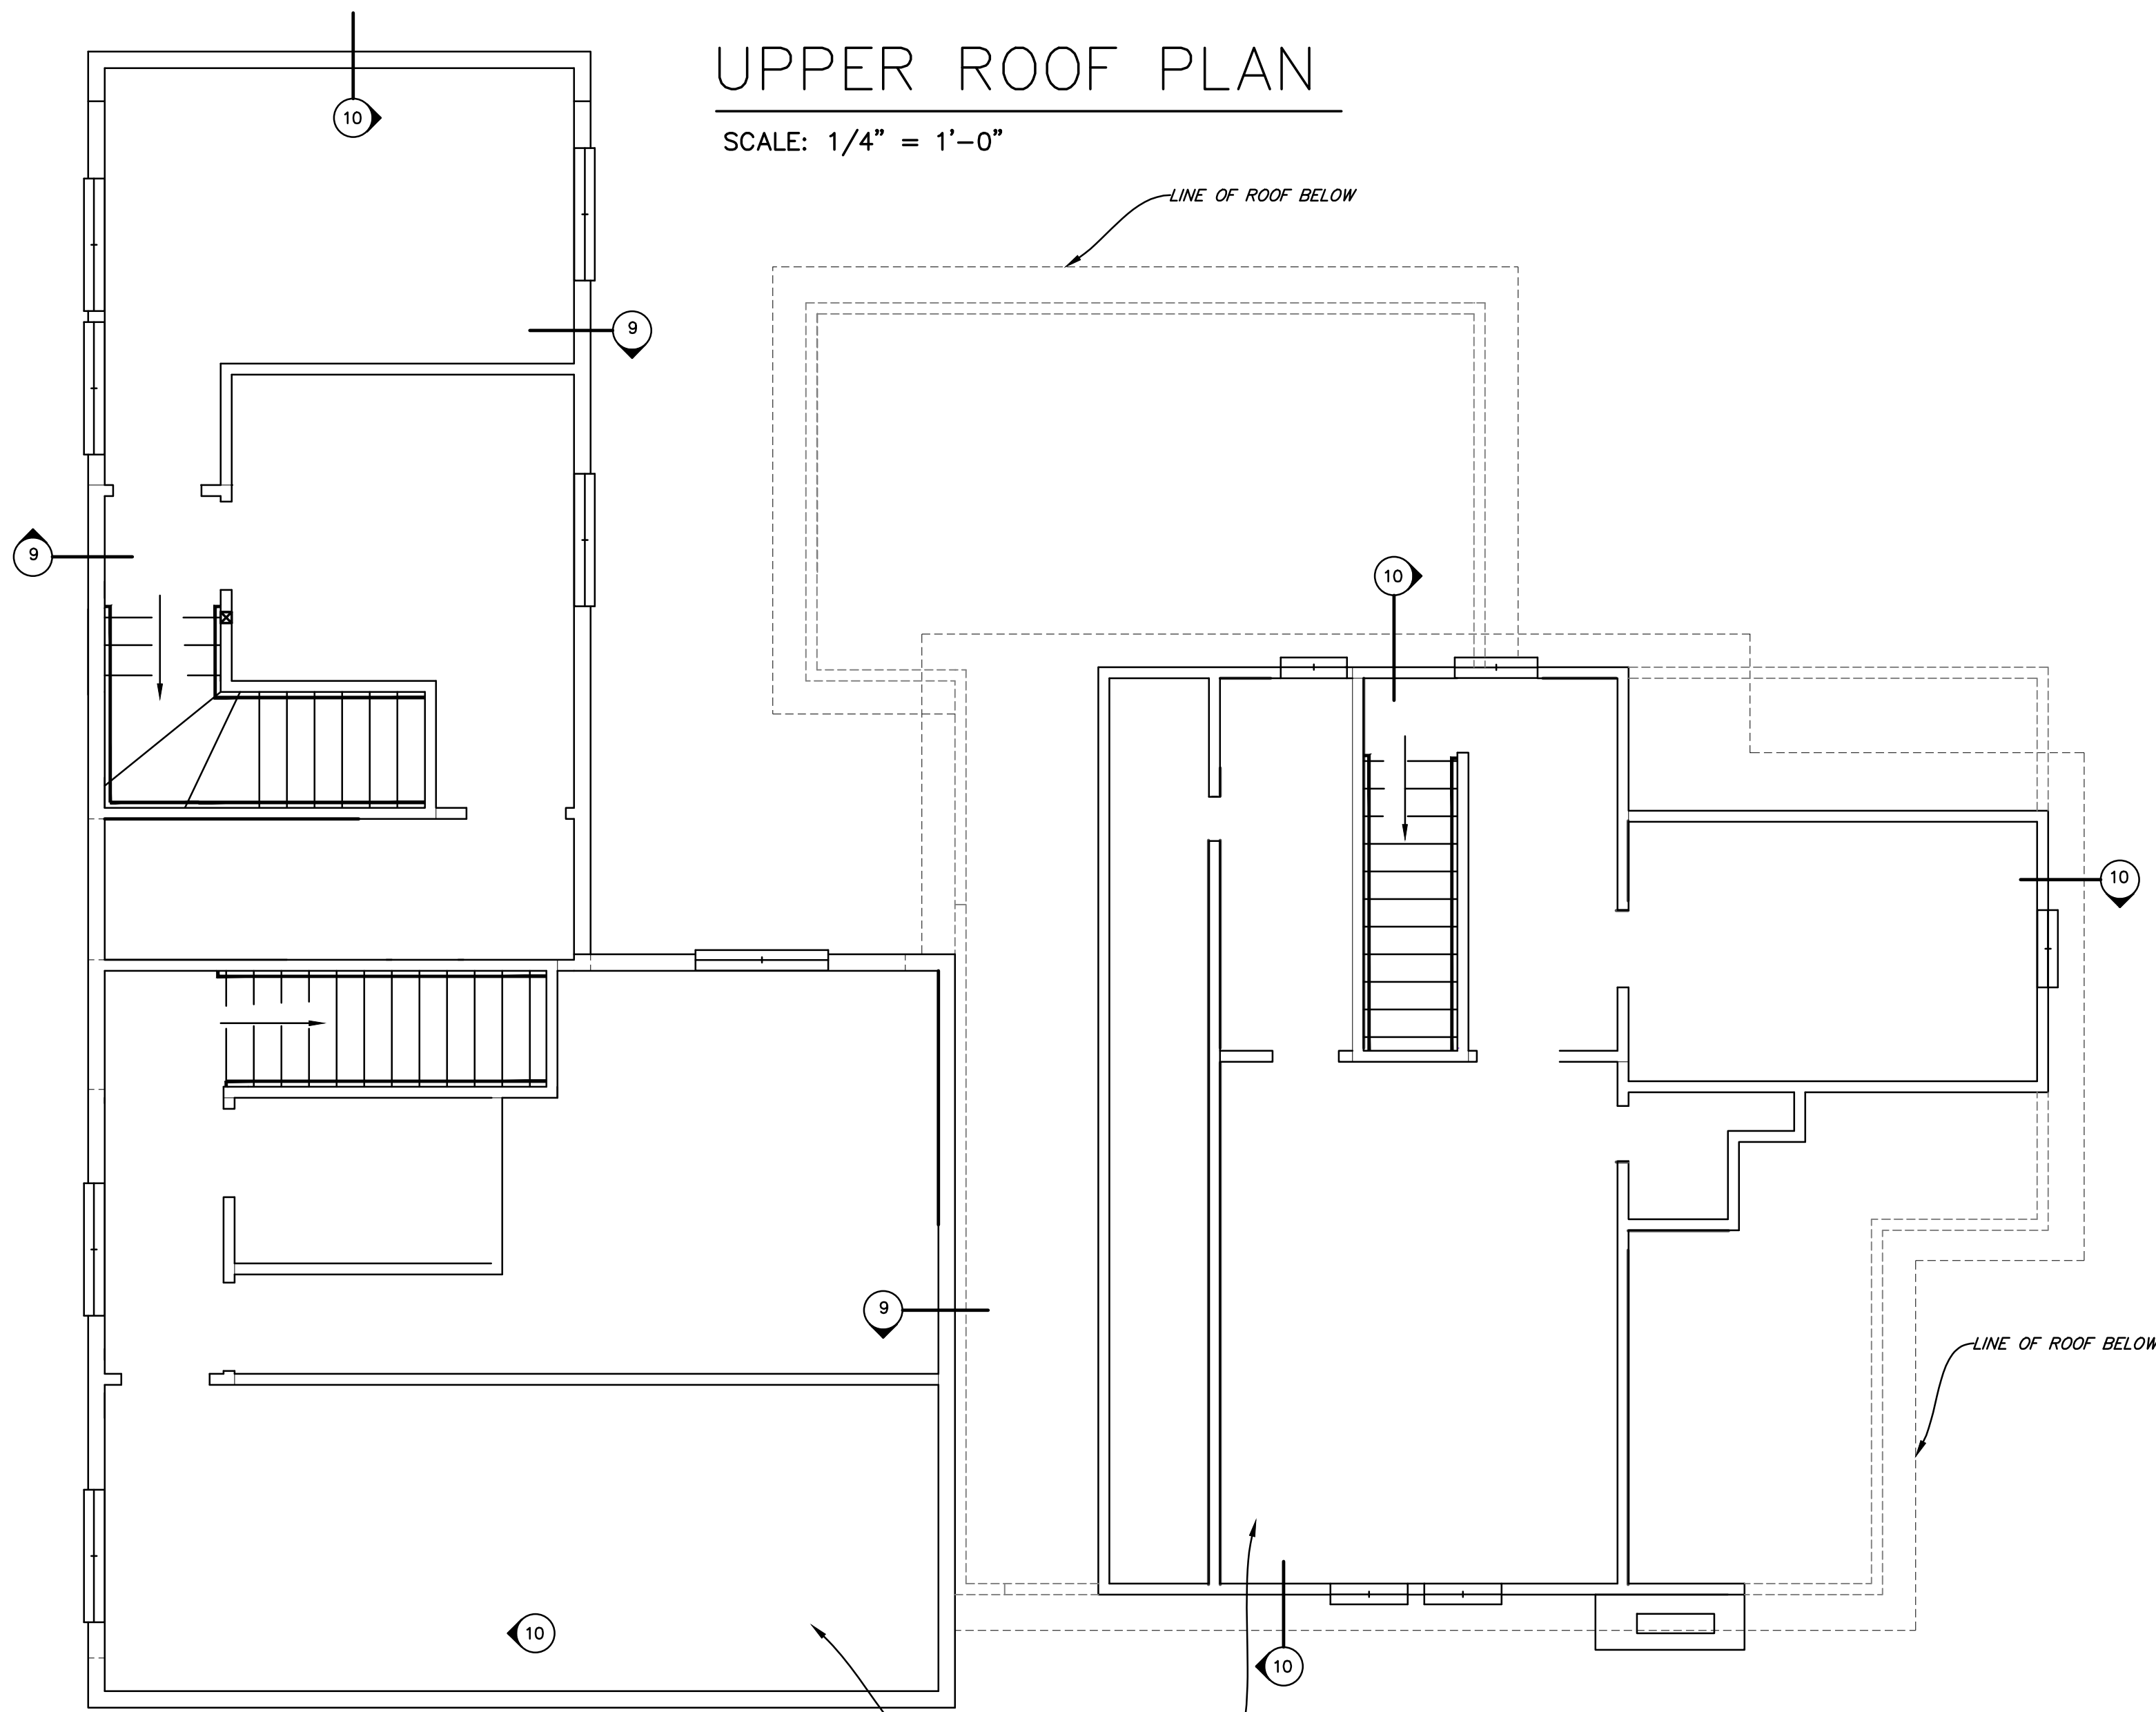 UPPER ROOF PLAN
SCALE: 1/4" = 1'-0"
LINE OF ROOF BELOW
10
9
9
10
10
9
LINE OF ROOF BELOW
10
10